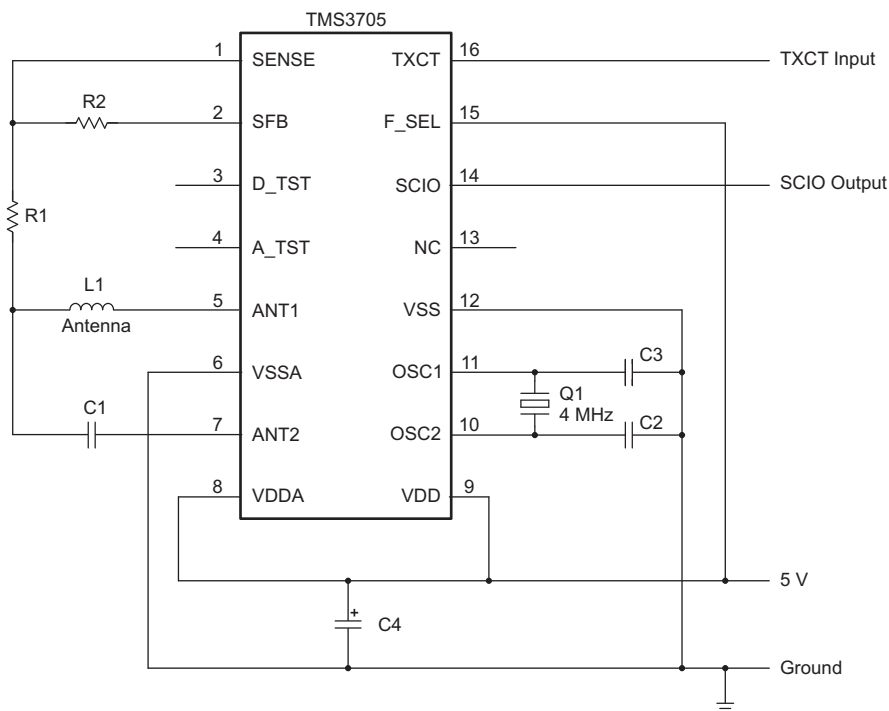 TMS3705
1 SENSE TXCT 16 TXCT Input
R2
2 SFB F_SEL 15
3 D_TST SCIO 14 SCIO Output
R1
4 A_TST NC 13
L1
Antenna
5 ANT1 VSS 12
6 VSSA OSC1 11 C3
Q1
4 MHz
C1
7 ANT2 OSC2 10 C2
8 VDDA VDD 9
5 V
+
C4
Ground